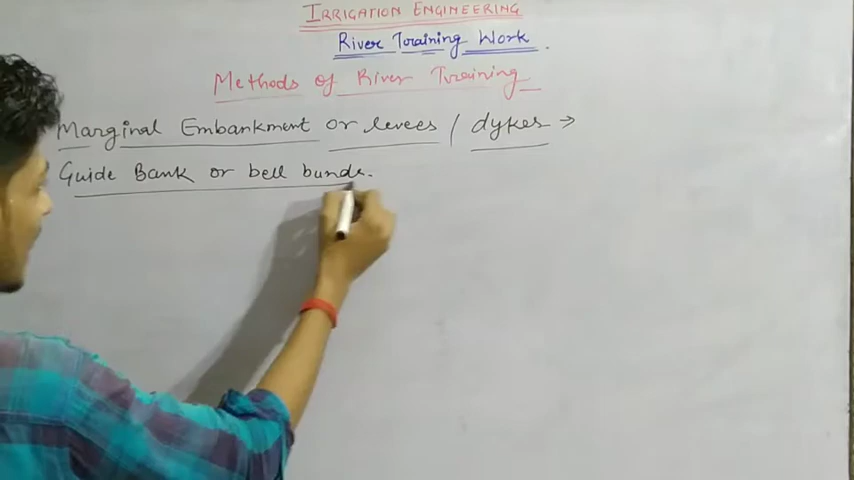 IRRIGATION ENGINEERING
River Training Work.
Methods of River Training
Marginal Embankment or levees / dykes →
Guide Bank or bell bunds.